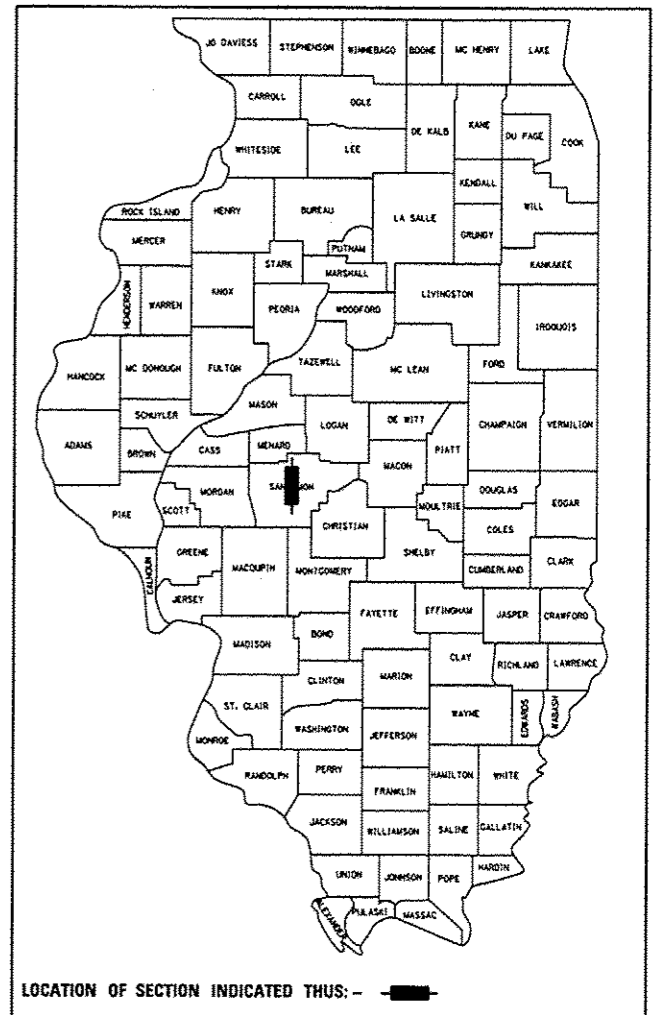 JO DAVIESS STEPHENSON WINNEBAGO BOONE MC HENRY LAKE
CARROLL OGLE DE KALB KANE DU PAGE COOK
WHITESIDE LEE KENDALL WILL
ROCK ISLAND HENRY BUREAU LA SALLE GRUNDY
MERCER PUTNAM KANKAKEE
HENDERSON WARREN KNOX STARK MARSHALL LIVINGSTON
PEORIA WOODFORD IROQUOIS
HANCOCK MC DONOUGH FULTON TAZEWELL MC LEAN FORD
SCHUYLER MASON LOGAN DE WITT CHAMPAIGN VERMILION
ADAMS BROWN CASS MENARD MACON PIATT
PIKE SCOTT MORGAN SAN MON CHRISTIAN MOULTRIE DOUGLAS EDGAR
COLES
CALHOUN GREENE MACOUPIN MONTGOMERY SHELBY CUMBERLAND CLARK
JERSEY FAYETTE EFFINGHAM JASPER CRAWFORD
MADISON BOND CLAY RICHLAND LAWRENCE
CLINTON MARION
ST. CLAIR WASHINGTON JEFFERSON WAYNE EDWARDS WABASH
MONROE
RANDOLPH PERRY FRANKLIN HAMILTON WHITE
JACKSON WILLIAMSON SALINE GALLATIN
UNION JOHNSON POPE HARDIN
ALEXANDER PULASKI MASSAC
LOCATION OF SECTION INDICATED THUS: -